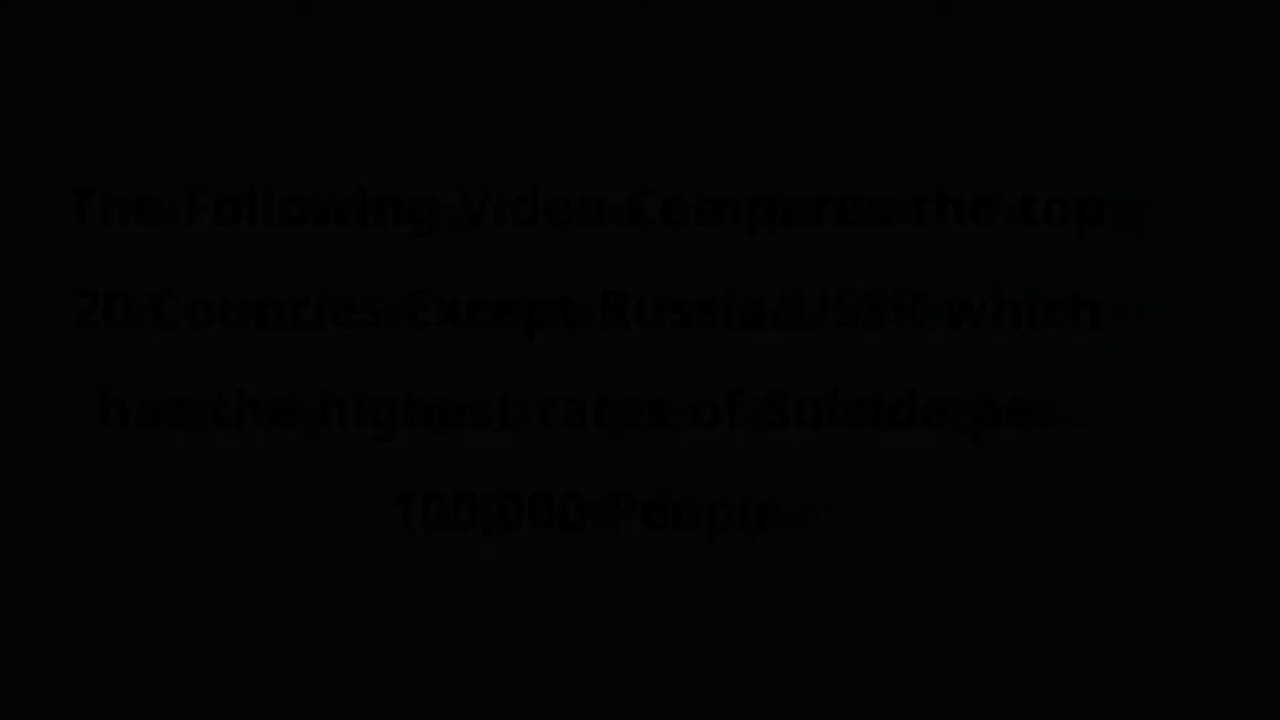 The Following Video Compares the top
20 Countries Except Russia/USSR which
has the highest rates of Suicide per
100,000 People